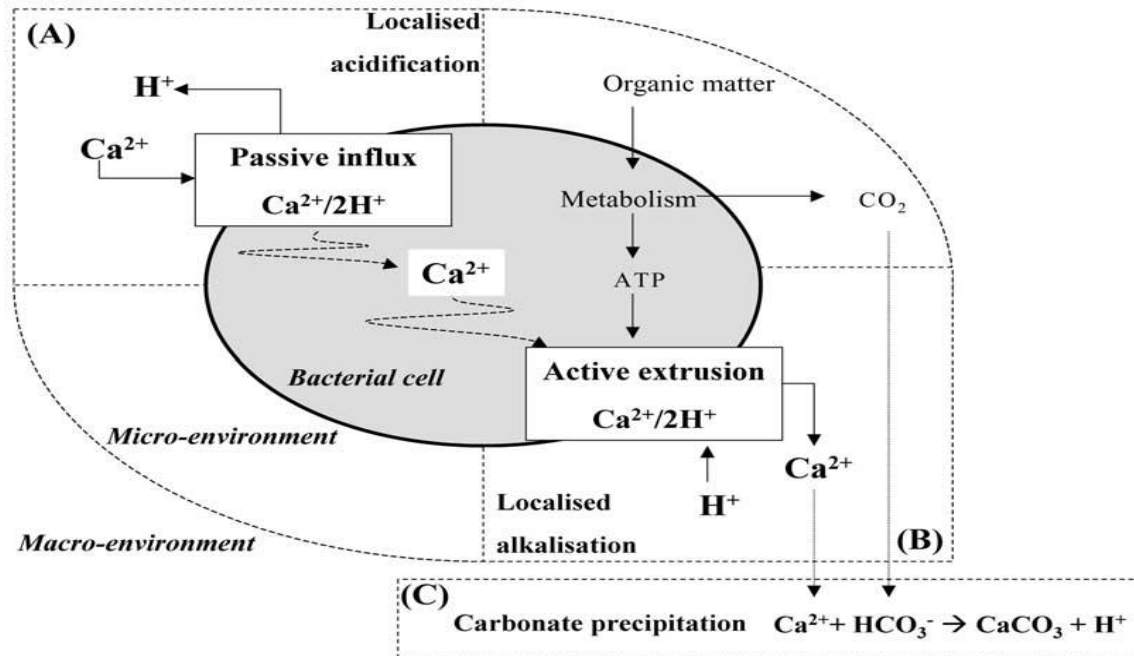 (A)
Localised
acidification
H⁺
Organic matter
Ca²⁺
Passive influx
Ca²⁺/2H⁺
Metabolism
CO₂
Ca²⁺
ATP
Bacterial cell
Active extrusion
Ca²⁺/2H⁺
Micro-environment
Ca²⁺
Localised
alkalisation
H⁺
Macro-environment
(B)
(C)
Carbonate precipitation Ca²⁺+ HCO₃⁻ → CaCO₃ + H⁺